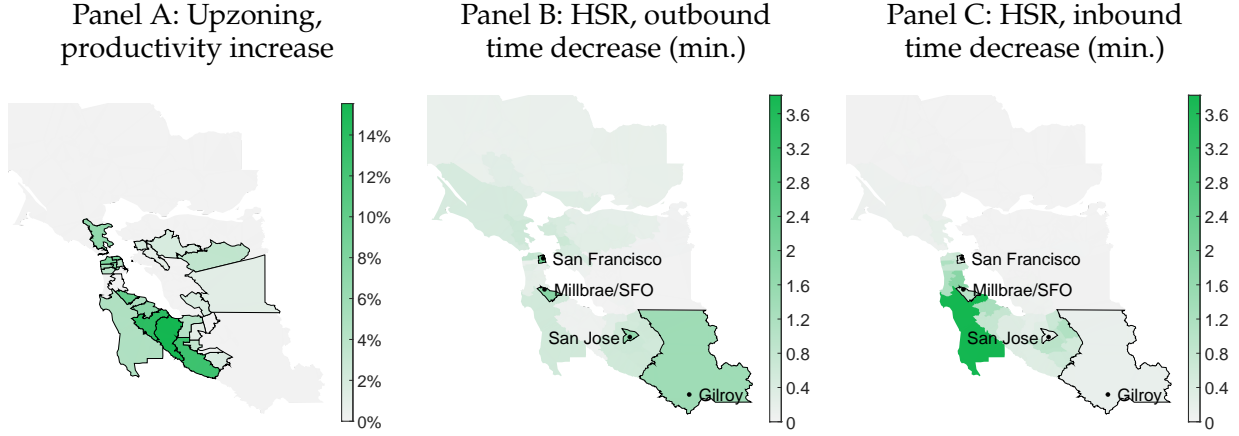 Panel A: Upzoning,
productivity increase
14%
12%
10%
8%
6%
4%
2%
0%
Panel B: HSR, outbound
time decrease (min.)
San Francisco
Millbrae/SFO
San Jose
Gilroy
3.6
3.2
2.8
2.4
2
1.6
1.2
0.8
0.4
0
Panel C: HSR, inbound
time decrease (min.)
San Francisco
Millbrae/SFO
San Jose
Gilroy
3.6
3.2
2.8
2.4
2
1.6
1.2
0.8
0.4
0